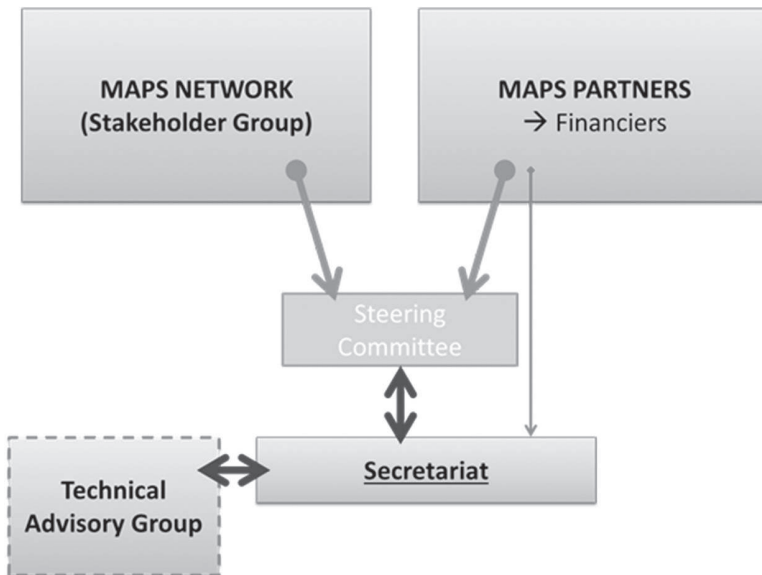 MAPS NETWORK
(Stakeholder Group)
MAPS PARTNERS
→ Financiers
Steering
Committee
Secretariat
Technical
Advisory Group